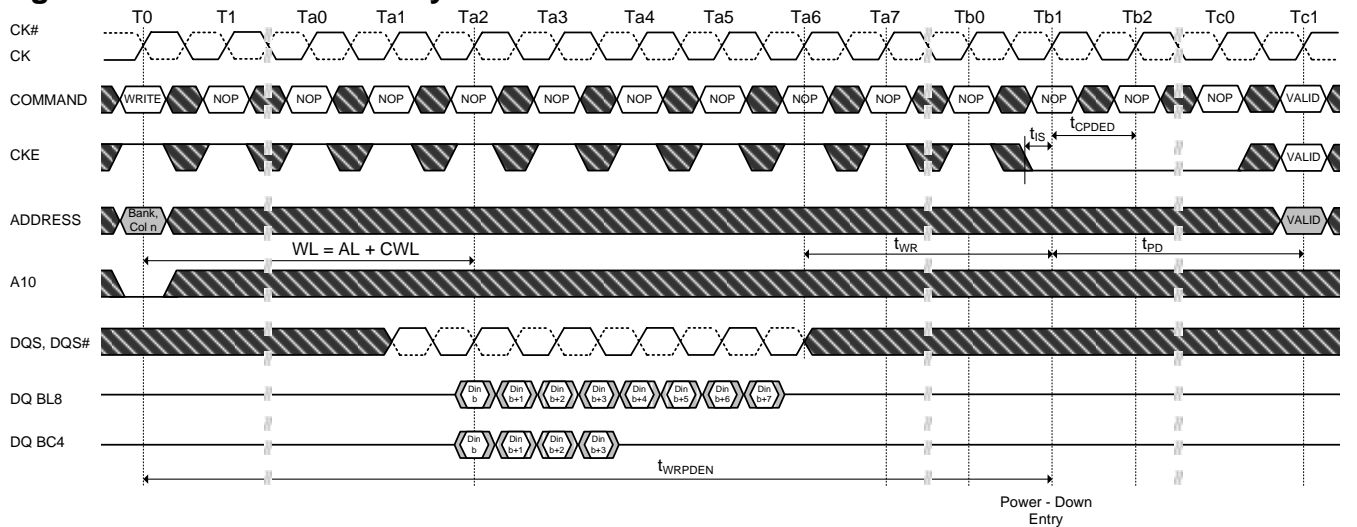 T0 T1 Ta0 Ta1 Ta2 Ta3 Ta4 Ta5 Ta6 Ta7 Tb0 Tb1 Tb2 Tc0 Tc1
CK#
CK
COMMAND WRITE NOP NOP NOP NOP NOP NOP NOP NOP NOP NOP NOP NOP NOP VALID
tIS tCPDED
CKE VALID
ADDRESS Bank, Col n VALID
WL = AL + CWL tWR tPD
A10
DQS, DQS#
DQ BL8 Din b Din b+1 Din b+2 Din b+3 Din b+4 Din b+5 Din b+6 Din b+7
DQ BC4 Din b Din b+1 Din b+2 Din b+3
tWRPDEN
Power - Down
Entry